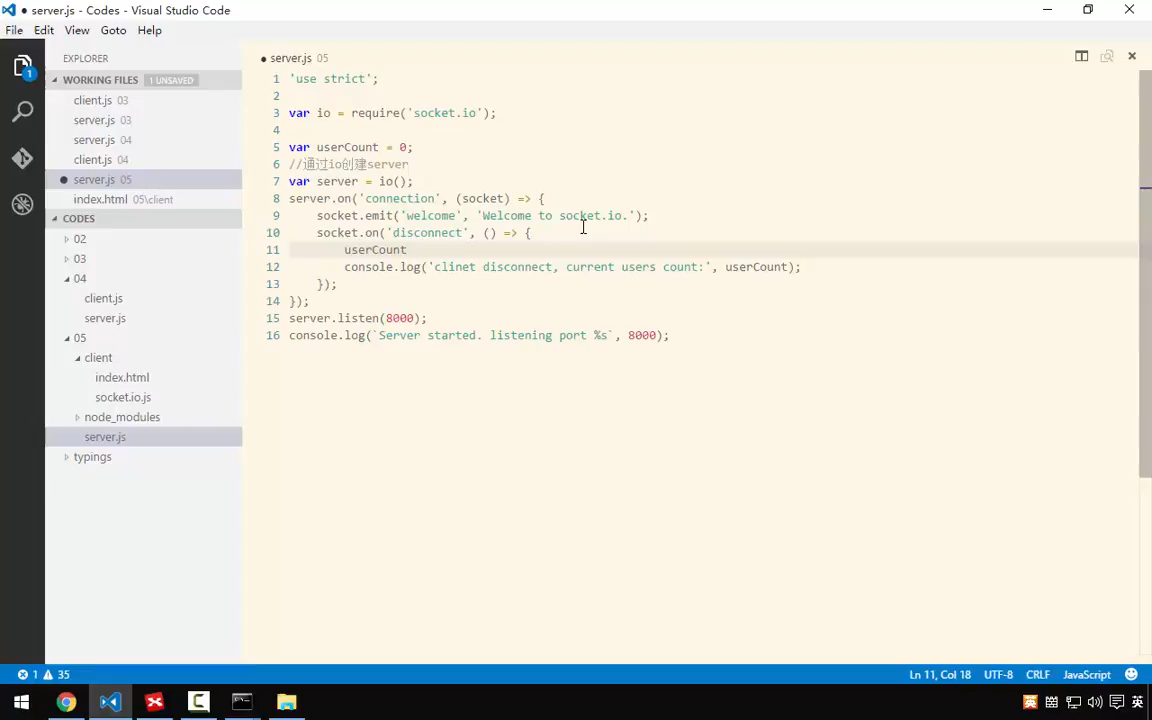 ● server.js - Codes - Visual Studio Code
File Edit View Goto Help
1
EXPLORER
WORKING FILES 1 UNSAVED
client.js 03
server.js 03
server.js 04
client.js 04
server.js 05
index.html 05\client
CODES
02
03
04
client.js
server.js
05
client
index.html
socket.io.js
node_modules
server.js
typings
● server.js 05
1 'use strict';
2
3 var io = require('socket.io');
4
5 var userCount = 0;
6 //通过io创建server
7 var server = io();
8 server.on('connection', (socket) => {
9 socket.emit('welcome', 'Welcome to socket.io.');
10 socket.on('disconnect', () => {
11 userCount
12 console.log('clinet disconnect, current users count:', userCount);
13 });
14 });
15 server.listen(8000);
16 console.log(`Server started. listening port %s`, 8000);
1 35
Ln 11, Col 18 UTF-8 CRLF JavaScript
英 英